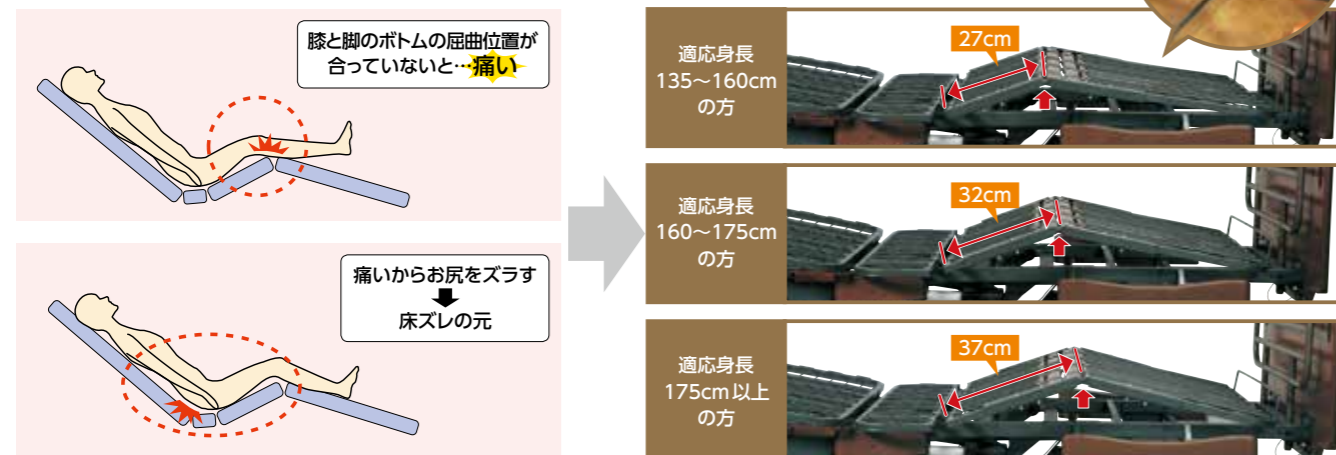 膝と脚のボトムの屈曲位置が
合っていないと…痛い
痛いからお尻をズラす
床ズレの元
適応身長
135〜160cm
の方
27cm
適応身長
160〜175cm
の方
32cm
適応身長
175cm以上
の方
37cm